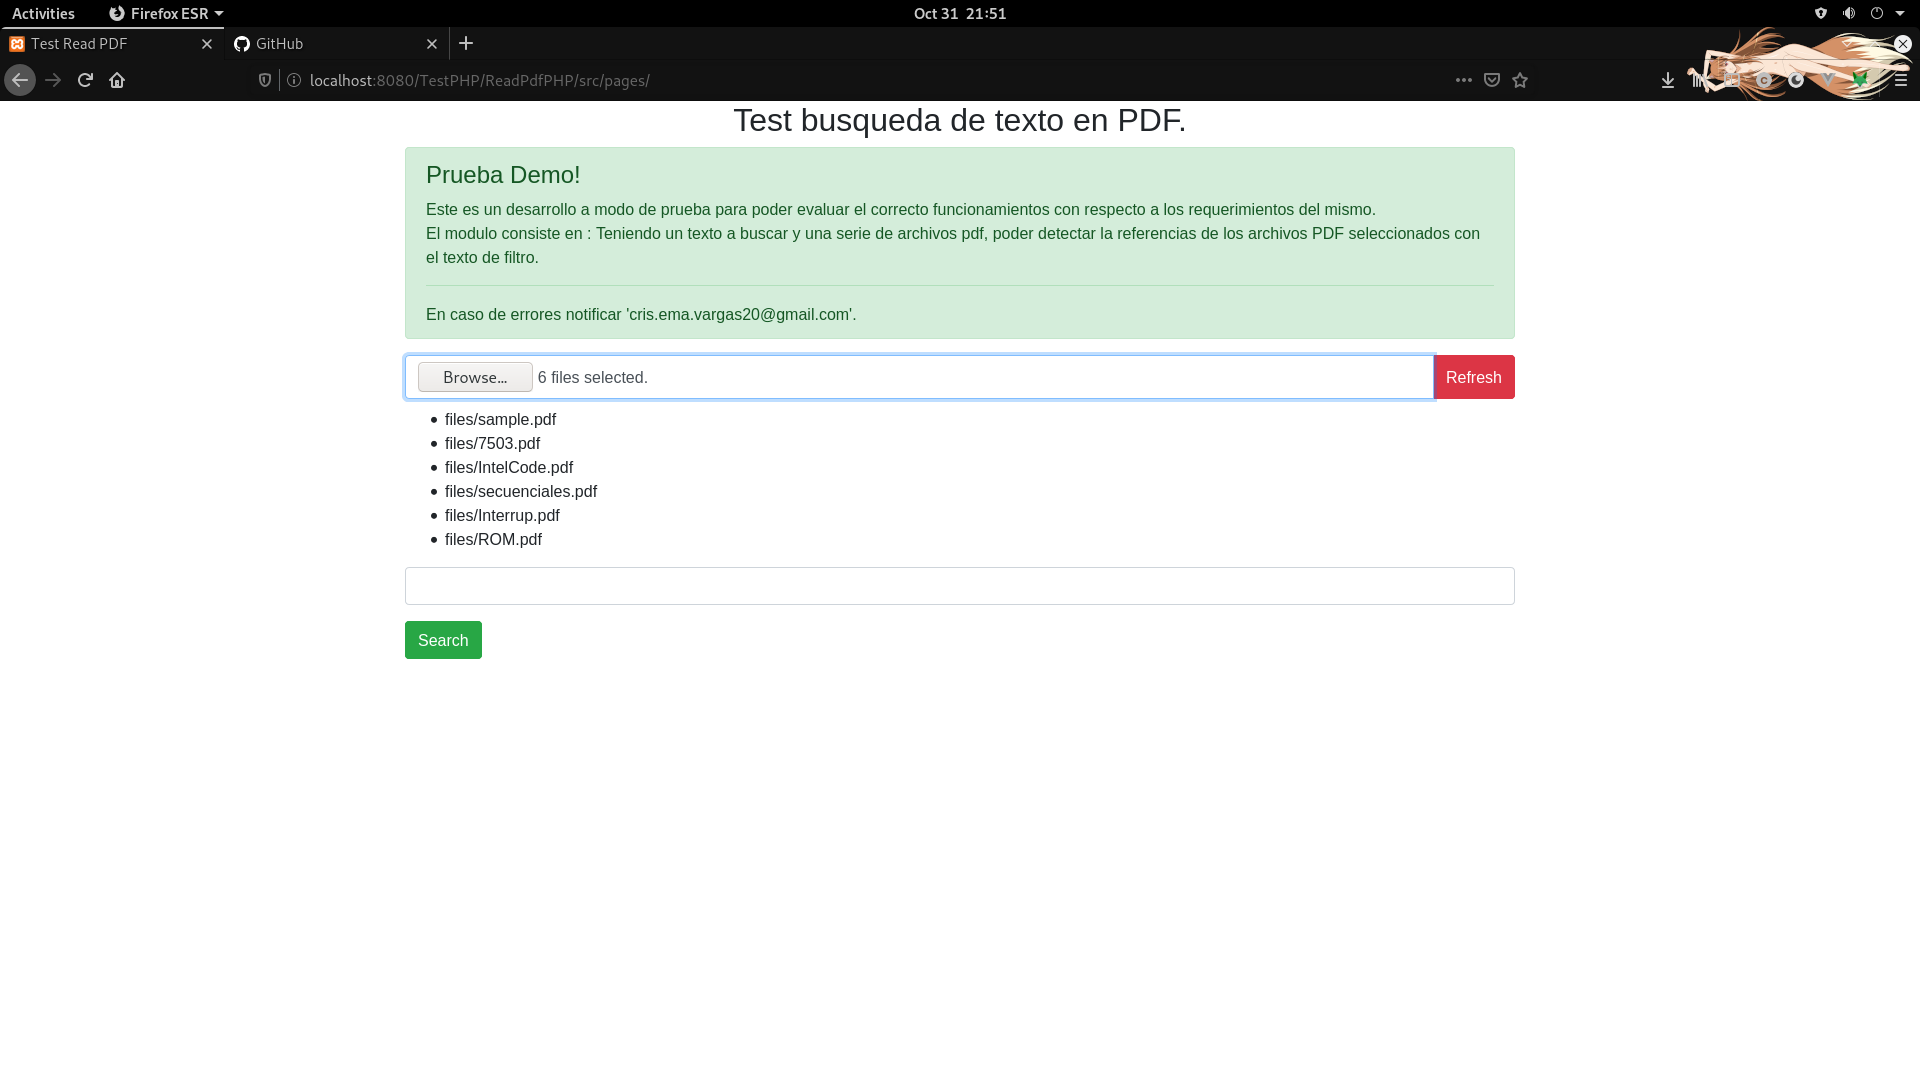 Activities
Firefox ESR
Oct 31 21:51
Test Read PDF
GitHub
localhost:8080/TestPHP/ReadPdfPHP/src/pages/
Test busqueda de texto en PDF.
Prueba Demo!
Este es un desarrollo a modo de prueba para poder evaluar el correcto funcionamientos con respecto a los requerimientos del mismo.
El modulo consiste en : Teniendo un texto a buscar y una serie de archivos pdf, poder detectar la referencias de los archivos PDF seleccionados con
el texto de filtro.
En caso de errores notificar 'cris.ema.vargas20@gmail.com'.
Browse... 6 files selected.
Refresh
files/sample.pdf
files/7503.pdf
files/IntelCode.pdf
files/secuenciales.pdf
files/Interrup.pdf
files/ROM.pdf
Search